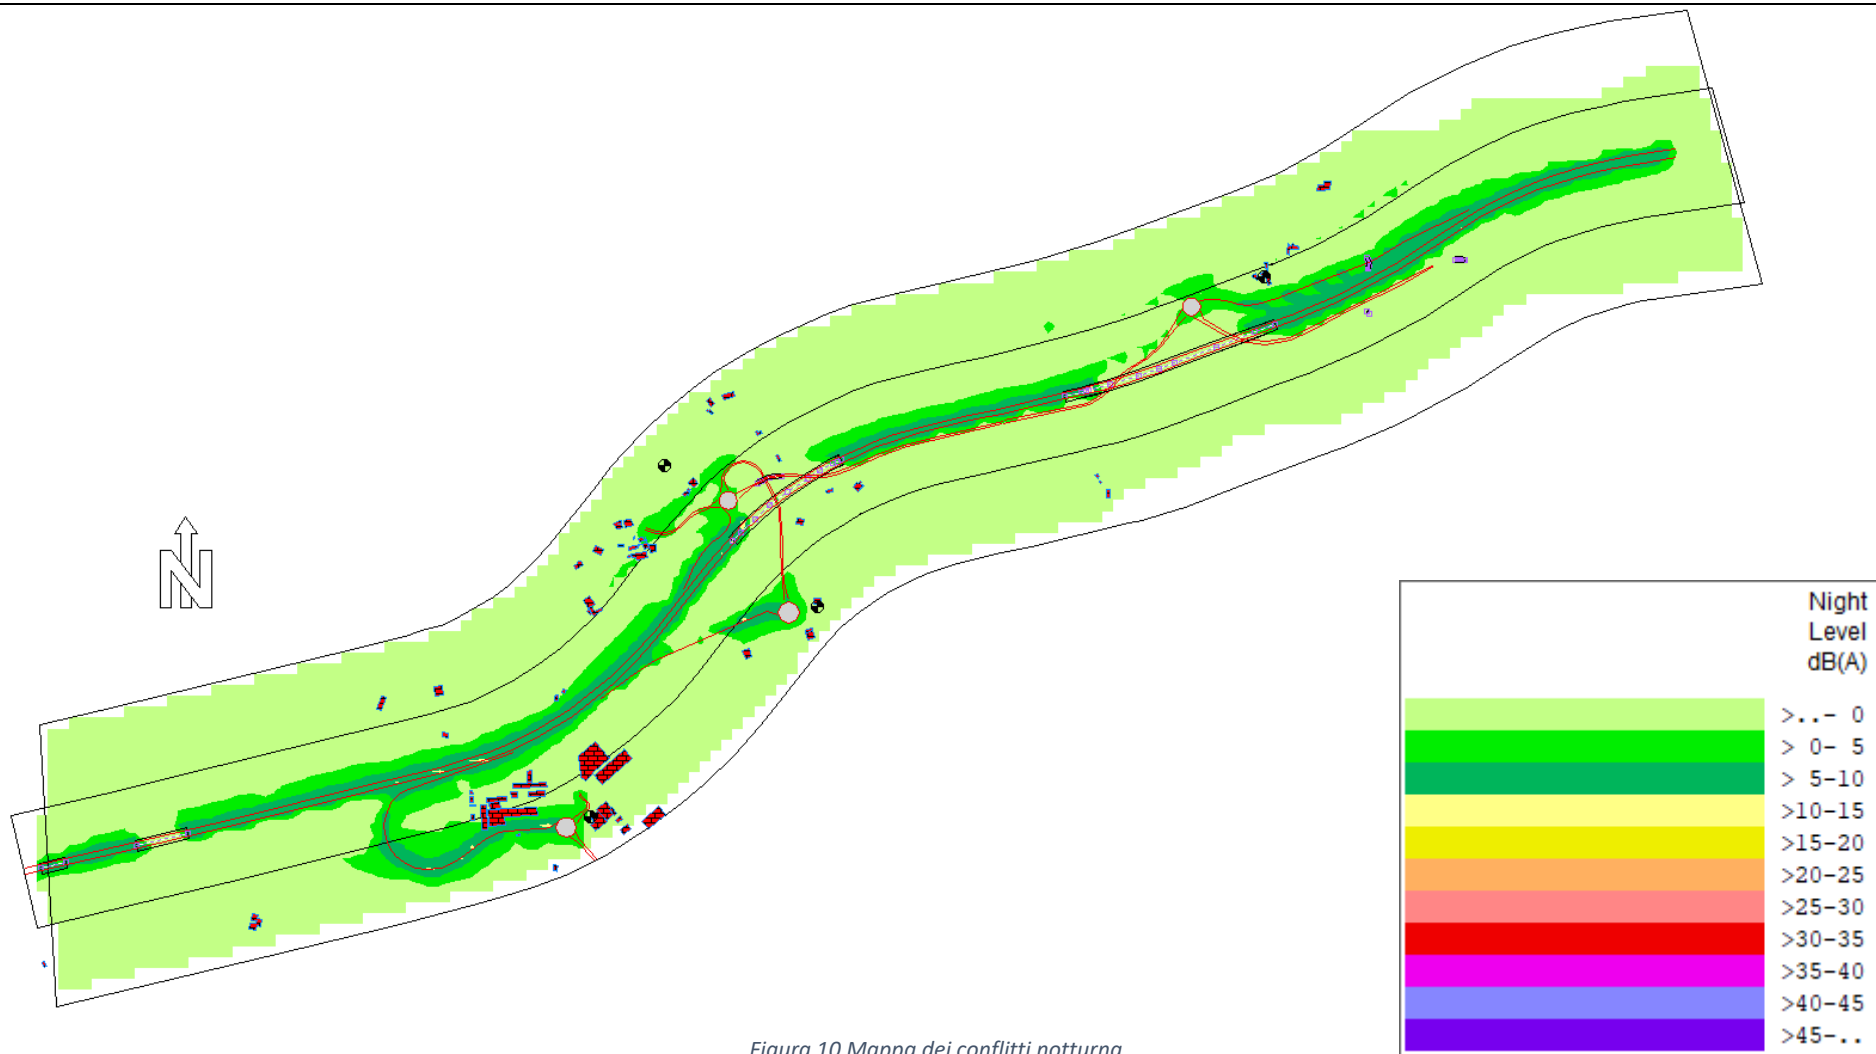 N
Night
Level
dB(A)
>..- 0
> 0- 5
> 5-10
>10-15
>15-20
>20-25
>25-30
>30-35
>35-40
>40-45
>45-..
Figura 10 Mappa dei conflitti notturna